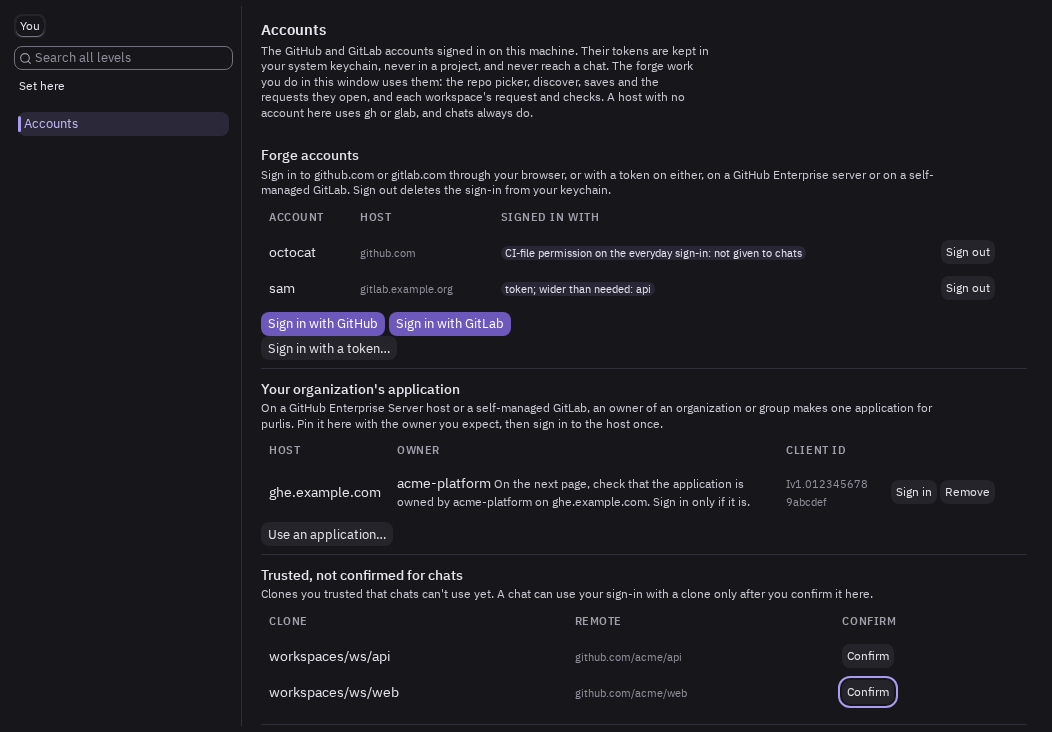 You
Search all levels
Set here
Accounts
Accounts
The GitHub and GitLab accounts signed in on this machine. Their tokens are kept in
your system keychain, never in a project, and never reach a chat. The forge work
you do in this window uses them: the repo picker, discover, saves and the
requests they open, and each workspace's request and checks. A host with no
account here uses gh or glab, and chats always do.
Forge accounts
Sign in to github.com or gitlab.com through your browser, or with a token on either, on a GitHub Enterprise server or on a self-
managed GitLab. Sign out deletes the sign-in from your keychain.
ACCOUNT HOST SIGNED IN WITH
octocat github.com CI-file permission on the everyday sign-in: not given to chats Sign out
sam gitlab.example.org token; wider than needed: api Sign out
Sign in with GitHub Sign in with GitLab
Sign in with a token...
Your organization's application
On a GitHub Enterprise Server host or a self-managed GitLab, an owner of an organization or group makes one application for
purlis. Pin it here with the owner you expect, then sign in to the host once.
HOST OWNER CLIENT ID
ghe.example.com acme-platform On the next page, check that the application is
owned by acme-platform on ghe.example.com. Sign in only if it is.
Iv1.012345678
9abcdef
Sign in Remove
Use an application...
Trusted, not confirmed for chats
Clones you trusted that chats can't use yet. A chat can use your sign-in with a clone only after you confirm it here.
CLONE REMOTE CONFIRM
workspaces/ws/api github.com/acme/api Confirm
workspaces/ws/web github.com/acme/web Confirm